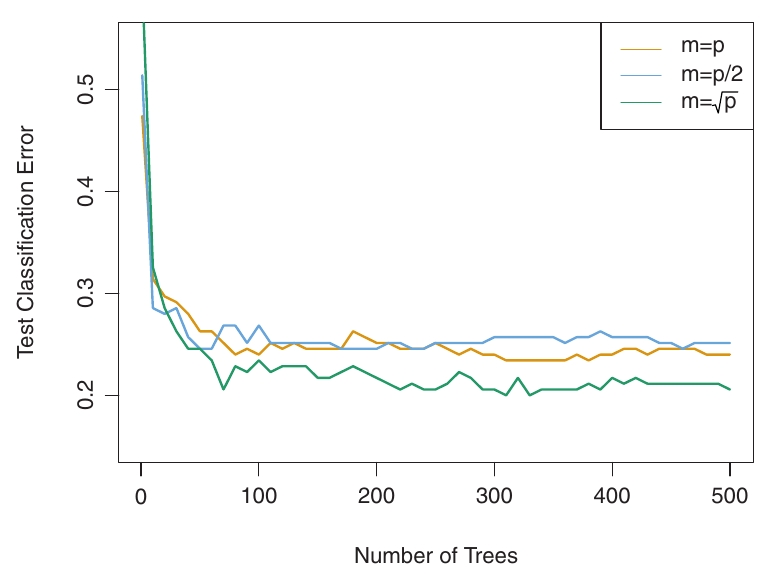 m=p
m=p/2
m=√p
Test Classification Error
0.5
0.4
0.3
0.2
0 100 200 300 400 500
Number of Trees